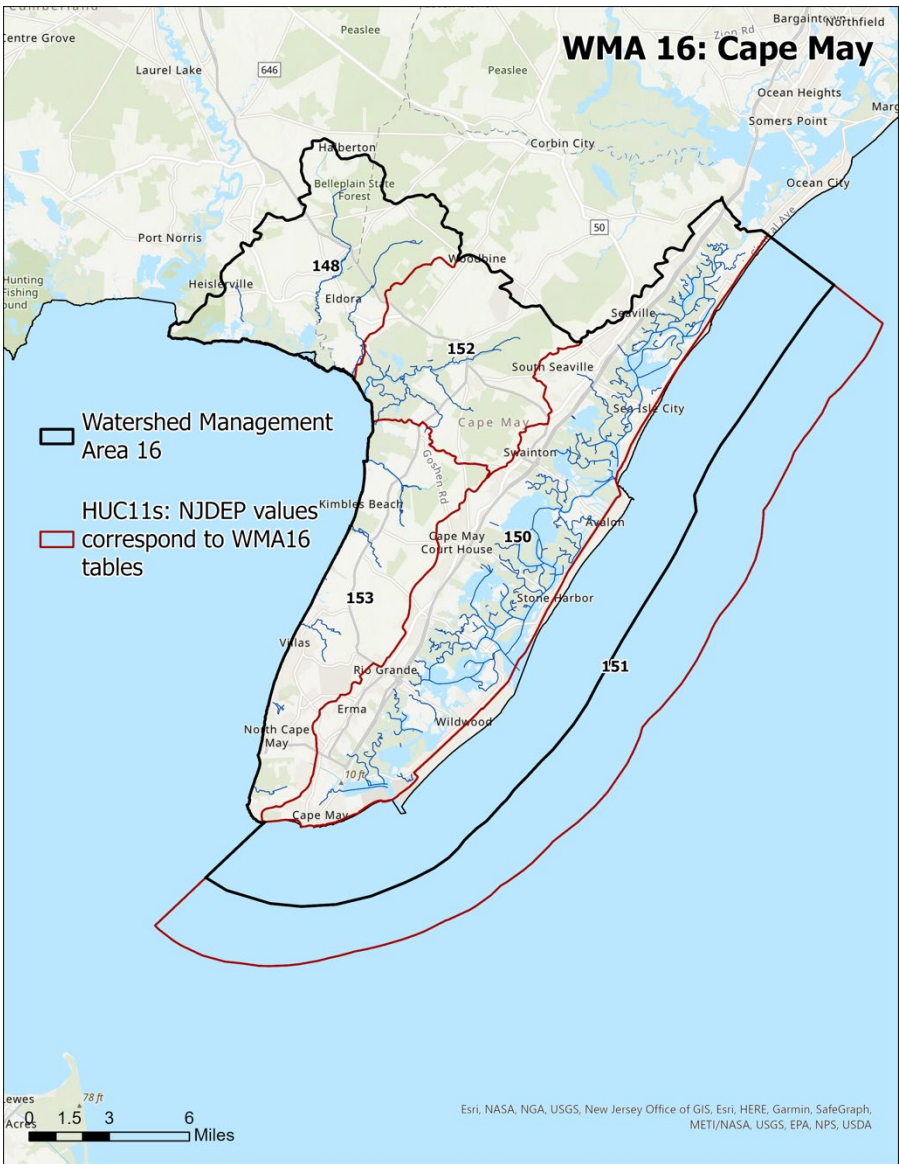 Cumberland
Centre Grove
Peaslee
Zion Rd
Bargaintown
Northfield
WMA 16: Cape May
Laurel Lake
646
Peaslee
Ocean Heights
Somers Point
Corbin City
Halberton
Belleplain State
Forest
Ocean City
50
Port Norris
Woodbine
148
Hunting
Fishing
Heislerville
Eldora
Seaville
152
South Seaville
Watershed Management
Area 16
Cape May
Sea Isle City
Swainton
Goshen Rd
HUC11s: NJDEP values
correspond to WMA16
tables
Kimbles Beach
Avalon
Cape May
Court House
150
Stone Harbor
153
Villas
151
Rio Grande
Erma
Wildwood
North Cape
May
10 ft
Cape May
ewes
78 ft
Acres
0 1.5 3 6
Miles
Esri, NASA, NGA, USGS, New Jersey Office of GIS, Esri, HERE, Garmin, SafeGraph,
METI/NASA, USGS, EPA, NPS, USDA